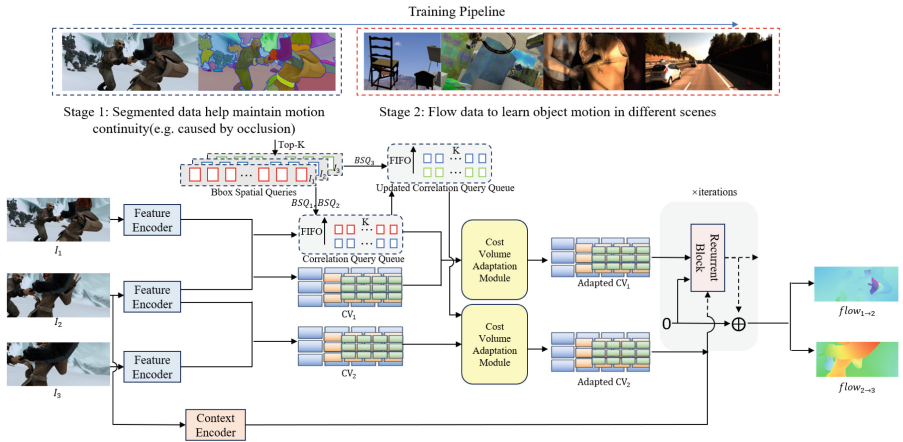 Training Pipeline
Stage 1: Segmented data help maintain motion
continuity(e.g. caused by occlusion)
Stage 2: Flow data to learn object motion in different scenes
Top-K
I₁ I₂ I₃
Bbox Spatial Queries
BSQ₃
FIFO
K
Updated Correlation Query Queue
BSQ₁, BSQ₂
FIFO
K
Correlation Query Queue
Feature
Encoder
I₁
Feature
Encoder
I₂
Feature
Encoder
I₃
Context
Encoder
CV₁
CV₂
Cost
Volume
Adaptation
Module
Cost
Volume
Adaptation
Module
Adapted CV₁
Adapted CV₂
×iterations
Recurrent
Block
0
flow₁→₂
flow₂→₃